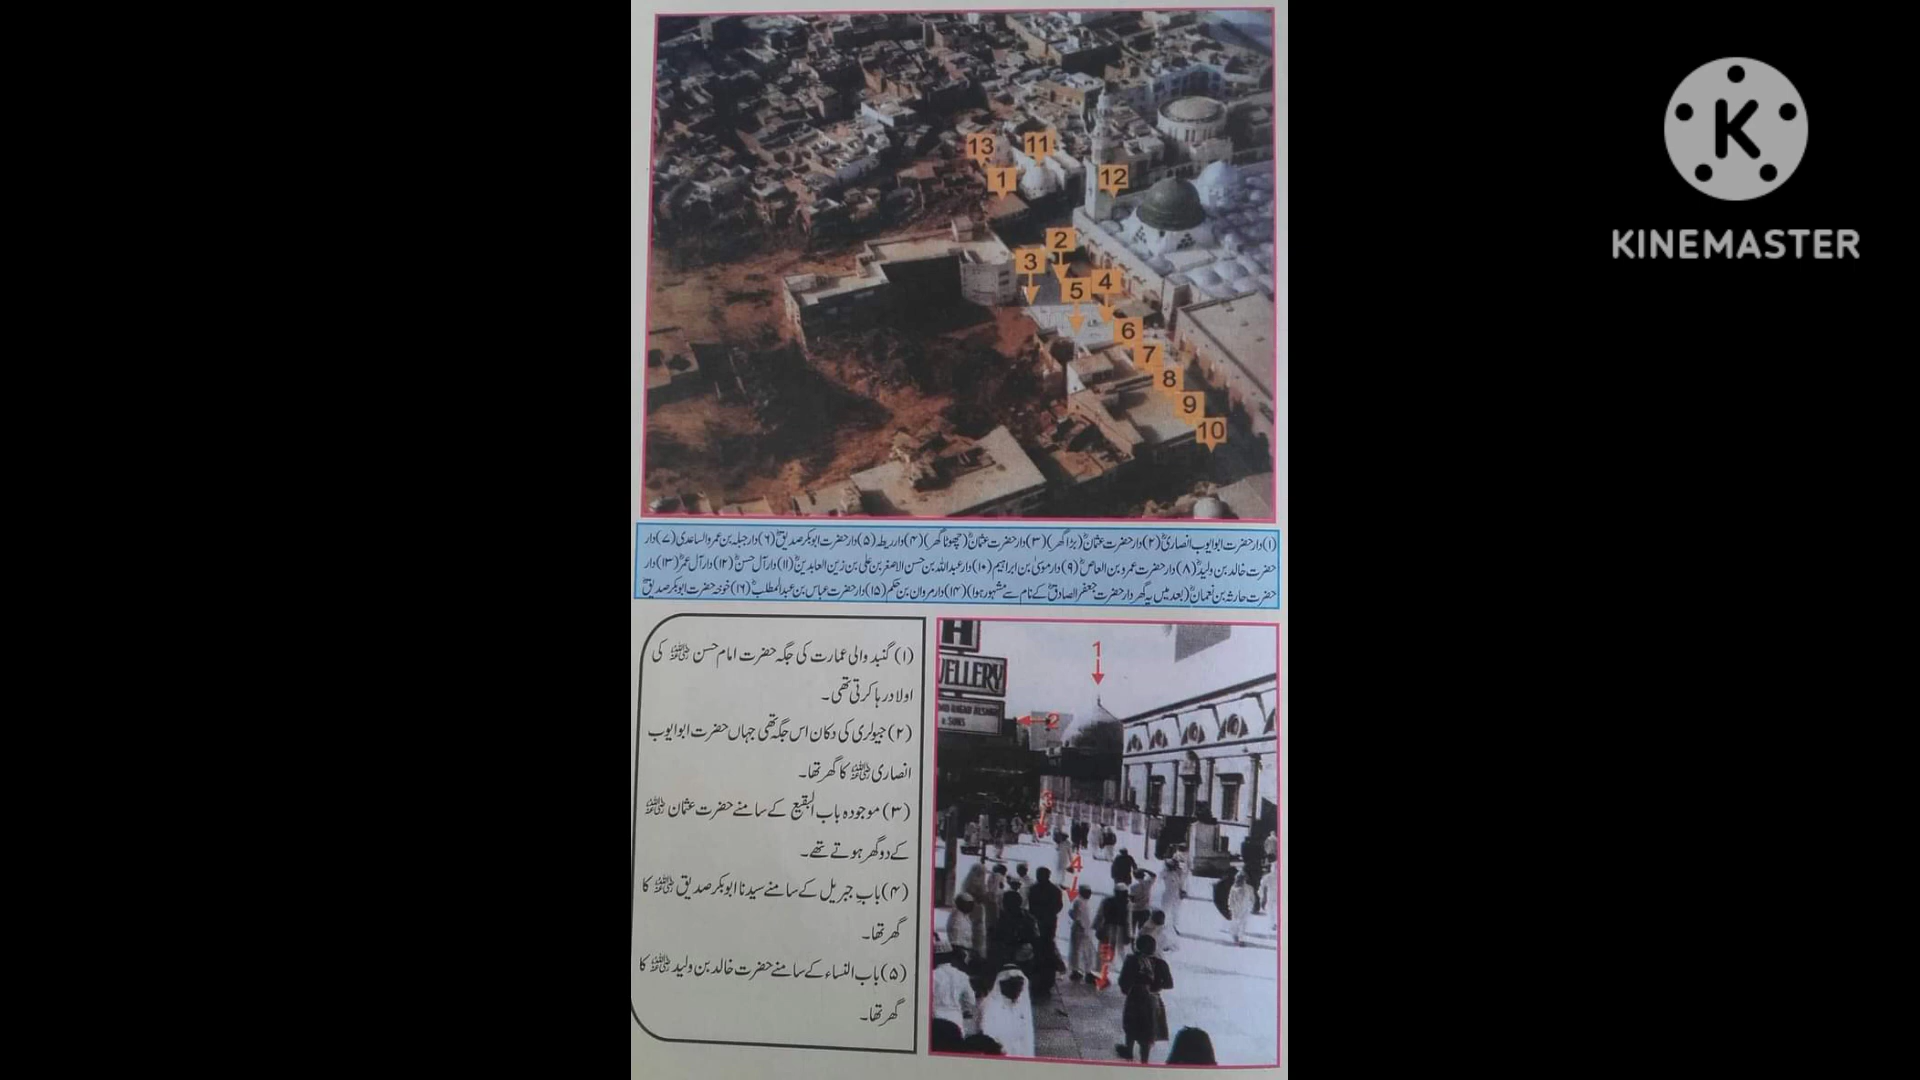 13
11
1
12
2
3
4
5
6
7
8
9
10
K
KINEMASTER
(۱) دار حضرت ابو ایوب انصاریؓ (۲) دار حضرت عثمانؓ (بڑا گھر) (۳) دار حضرت عثمانؓ (چھوٹا گھر) (۴) دار ریطہ (۵) دار حضرت ابوبکر صدیقؓ (۶) دار جبلہ بن عمرو الساعدی (۷) دار
حضرت خالد بن ولیدؓ (۸) دار حضرت عمرو بن العاصؓ (۹) دار موسیٰ بن ابراہیم (۱۰) دار عبداللہ بن حسن الاصغر بن علی بن زین العابدینؓ (۱۱) دار آل حسنؓ (۱۲) دار آل عمرؓ (۱۳) دار
حضرت حارثہ بن نعمانؓ (بعد میں یہ گھر دار حضرت جعفر الصادقؓ کے نام سے مشہور ہوا) (۱۴) دار مروان بن حکم (۱۵) دار حضرت عباس بن عبدالمطلبؓ (۱۶) خوخہ حضرت ابوبکر صدیقؓ
(۱) گنبد والی عمارت کی جگہ حضرت امام حسن رضی اللہ عنہ کی
اولاد رہا کرتی تھی۔
(۲) جیولری کی دکان اس جگہ تھی جہاں حضرت ابوایوب
انصاری رضی اللہ عنہ کا گھر تھا۔
(۳) موجودہ باب البقیع کے سامنے حضرت عثمان رضی اللہ عنہ
کے دو گھر ہوتے تھے۔
(۴) بابِ جبریل کے سامنے سیدنا ابوبکر صدیق رضی اللہ عنہ کا
گھر تھا۔
(۵) باب النساء کے سامنے حضرت خالد بن ولید رضی اللہ عنہ کا
گھر تھا۔
H
VELLERY
& SONS
1
2
3
4
5